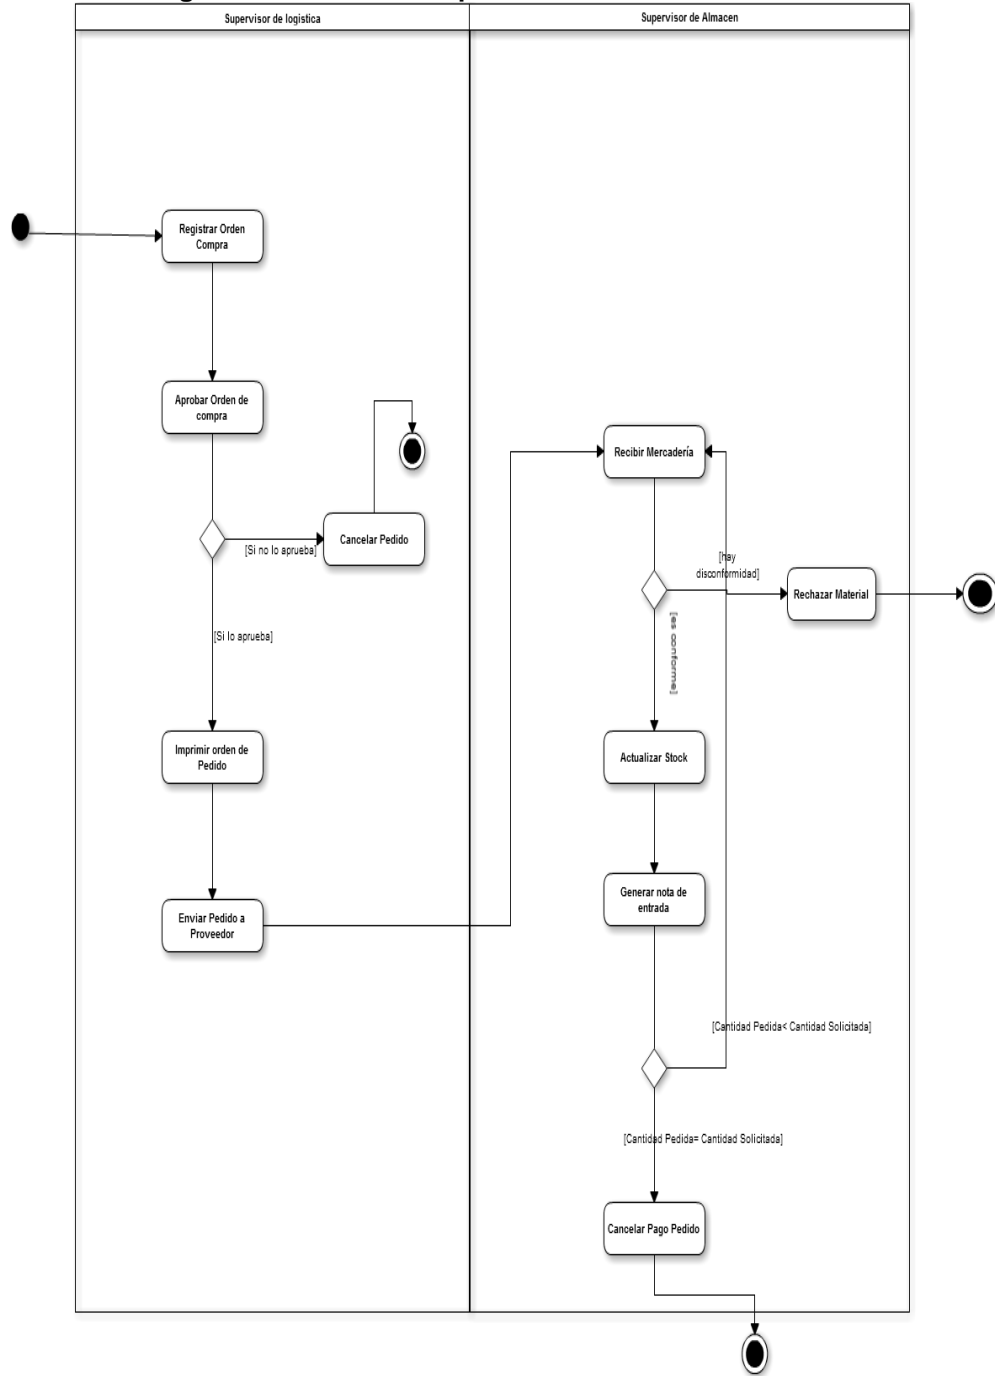 Supervisor de logistica
Supervisor de Almacen
Registrar Orden
Compra
Aprobar Orden de
compra
Recibir Mercadería
Cancelar Pedido
[Si no lo aprueba]
[hay
disconformidad]
Rechazar Material
[es conforme]
[Si lo aprueba]
Imprimir orden de
Pedido
Actualizar Stock
Generar nota de
entrada
Enviar Pedido a
Proveedor
[Cantidad Pedida< Cantidad Solicitada]
[Cantidad Pedida= Cantidad Solicitada]
Cancelar Pago Pedido